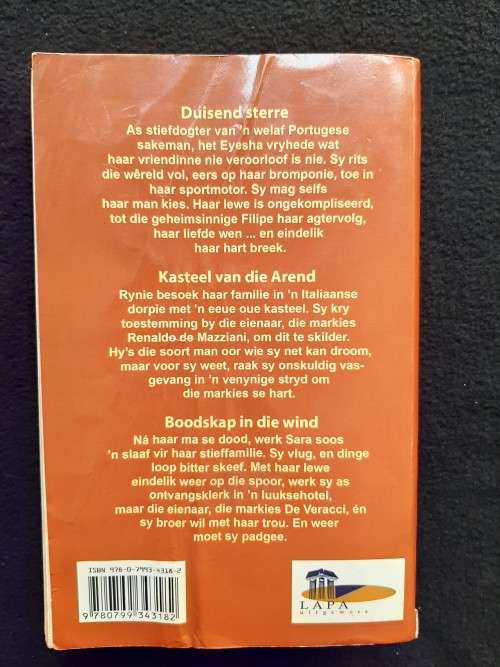 Duisend sterre
As stiefdogter van 'n welaf Portugese
sakeman, het Eyesha vryhede wat
haar vriendinne nie veroorloof is nie. Sy rits
die wêreld vol, eers op haar bromponie, toe in
haar sportmotor. Sy mag selfs
haar man kies. Haar lewe is ongekompliseerd,
tot die geheimsinnige Filipe haar agtervolg,
haar liefde wen ... en eindelik
haar hart breek.
Kasteel van die Arend
Rynie besoek haar familie in 'n Italiaanse
dorpie met 'n eeue oue kasteel. Sy kry
toestemming by die eienaar, die markies
Renaldo de Mazziani, om dit te skilder.
Hy's die soort man oor wie sy net kan droom,
maar voor sy weet, raak sy onskuldig vas-
gevang in 'n venynige stryd om
die markies se hart.
Boodskap in die wind
Ná haar ma se dood, werk Sara soos
'n slaaf vir haar stieffamilie. Sy vlug, en dinge
loop bitter skeef. Met haar lewe
eindelik weer op die spoor, werk sy as
ontvangsklerk in 'n luuksehotel,
maar die eienaar, die markies De Veracci, én
sy broer wil met haar trou. En weer
moet sy padgee.
ISBN 978-0-7993-4318-2
9 780799 343182
LAPA
uitgewers